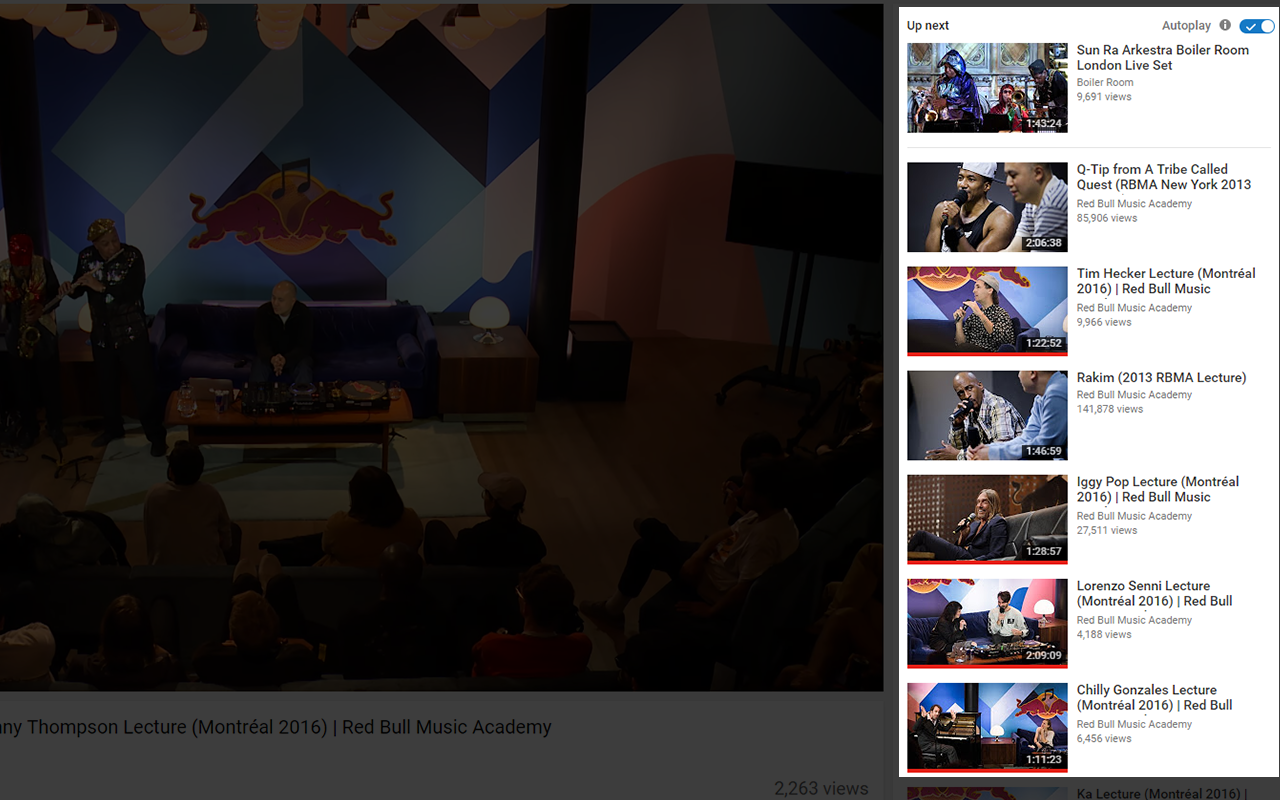 Up next
Autoplay
Sun Ra Arkestra Boiler Room
London Live Set
Boiler Room
9,691 views
1:43:24
Q-Tip from A Tribe Called
Quest (RBMA New York 2013
Red Bull Music Academy
85,906 views
2:06:38
Tim Hecker Lecture (Montréal
2016) | Red Bull Music
Red Bull Music Academy
9,966 views
1:22:52
Rakim (2013 RBMA Lecture)
Red Bull Music Academy
141,878 views
1:46:59
Iggy Pop Lecture (Montréal
2016) | Red Bull Music
Red Bull Music Academy
27,511 views
1:28:57
Lorenzo Senni Lecture
(Montréal 2016) | Red Bull
Red Bull Music Academy
4,188 views
2:09:09
Chilly Gonzales Lecture
(Montréal 2016) | Red Bull
Red Bull Music Academy
6,456 views
1:11:23
Ka Lecture (Montréal 2016) |
nny Thompson Lecture (Montréal 2016) | Red Bull Music Academy
2,263 views